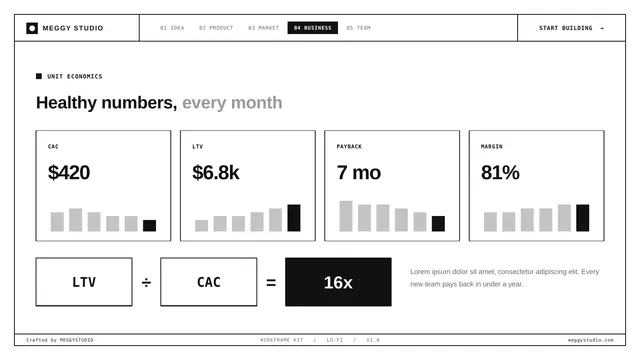 MEGGY STUDIO
01 IDEA 02 PRODUCT 03 MARKET 04 BUSINESS 05 TEAM
START BUILDING →
UNIT ECONOMICS
Healthy numbers, every month
CAC
$420
LTV
$6.8k
PAYBACK
7 mo
MARGIN
81%
LTV ÷ CAC = 16x
Lorem ipsum dolor sit amet, consectetur adipiscing elit. Every
new team pays back in under a year.
Crafted by MEGGYSTUDIO
WIREFRAME KIT / LO-FI / V1.0
meggystudio.com